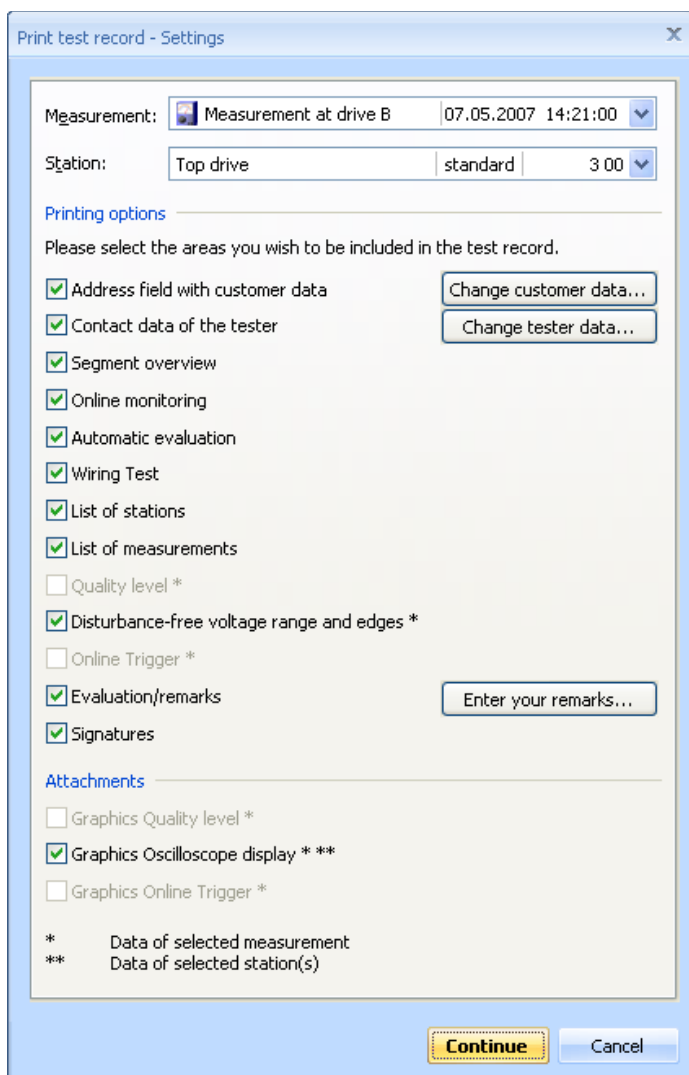 Print test record - Settings
Measurement: Measurement at drive B 07.05.2007 14:21:00
Station: Top drive standard 3 00
Printing options
Please select the areas you wish to be included in the test record.
Address field with customer data Change customer data...
Contact data of the tester Change tester data...
Segment overview
Online monitoring
Automatic evaluation
Wiring Test
List of stations
List of measurements
Quality level *
Disturbance-free voltage range and edges *
Online Trigger *
Evaluation/remarks Enter your remarks...
Signatures
Attachments
Graphics Quality level *
Graphics Oscilloscope display * **
Graphics Online Trigger *
* Data of selected measurement
** Data of selected station(s)
Continue Cancel